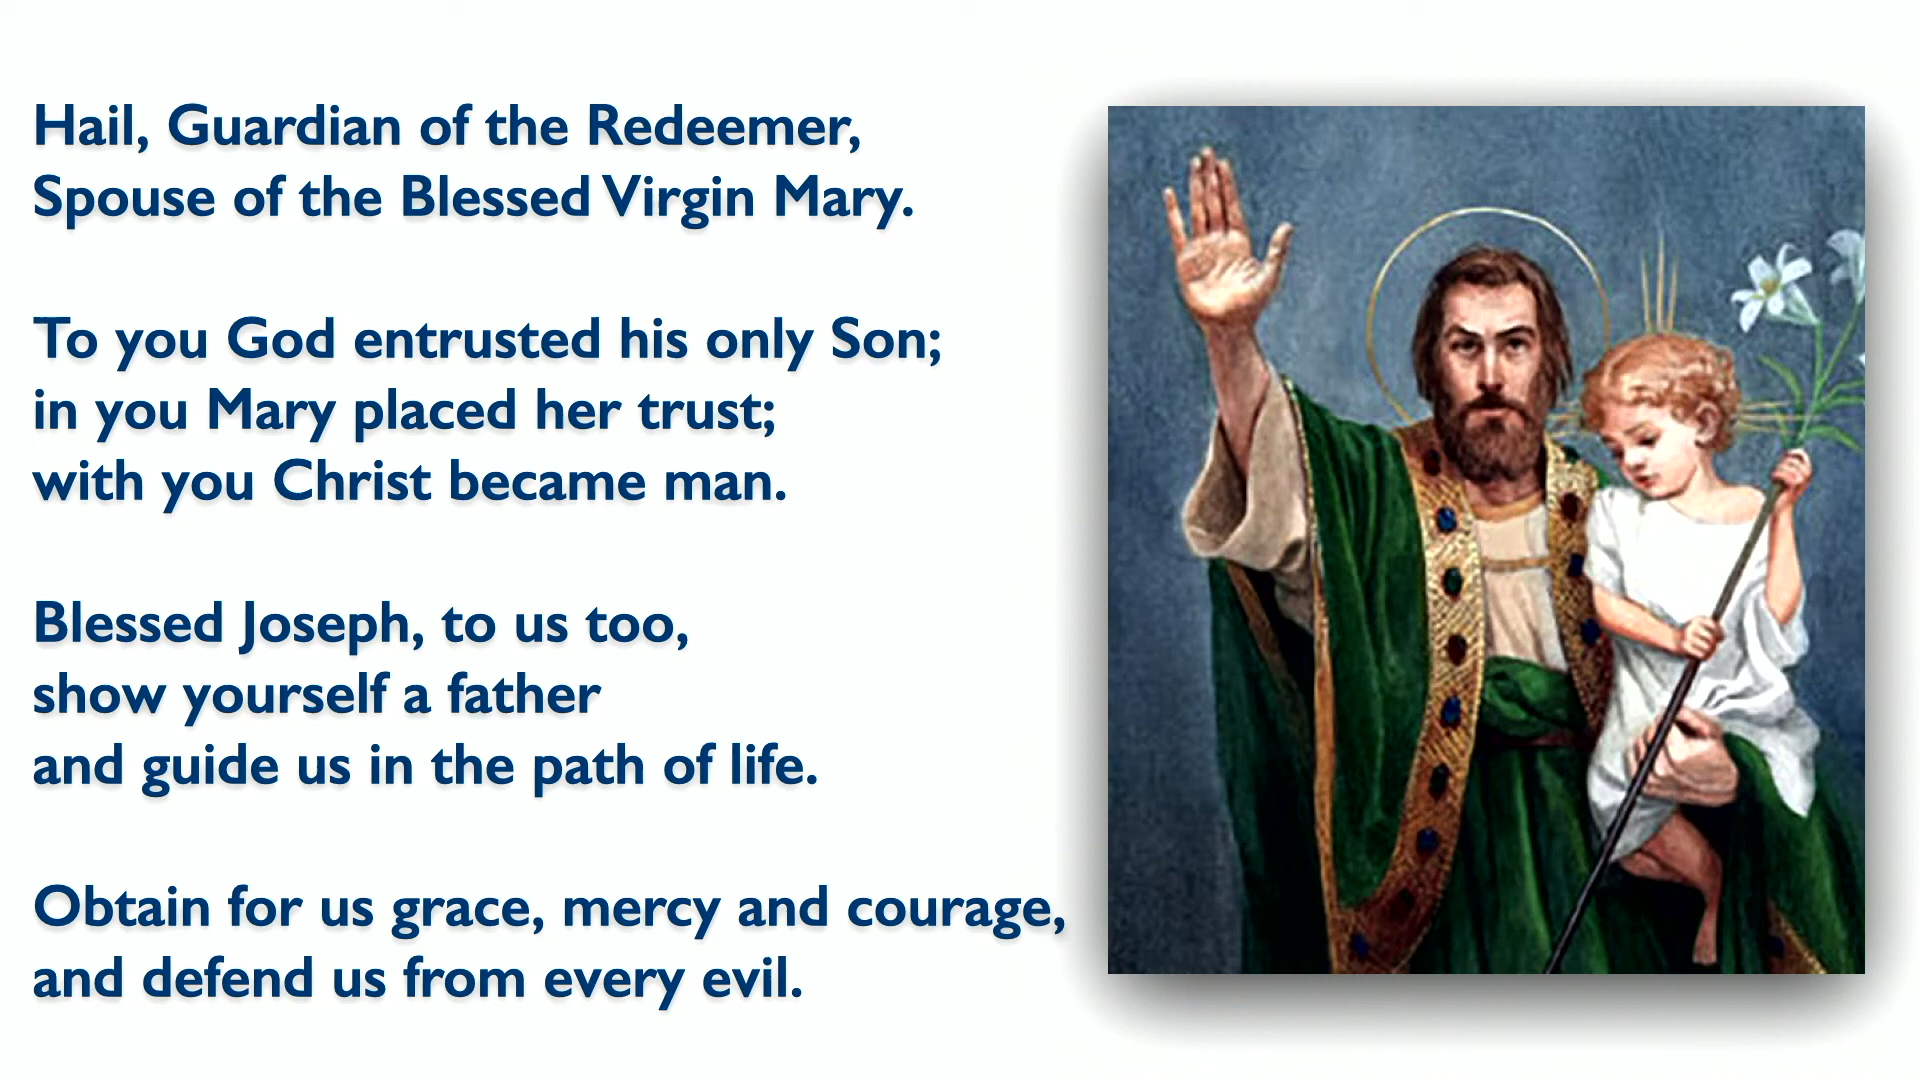 Hail, Guardian of the Redeemer,
Spouse of the Blessed Virgin Mary.
To you God entrusted his only Son;
in you Mary placed her trust;
with you Christ became man.
Blessed Joseph, to us too,
show yourself a father
and guide us in the path of life.
Obtain for us grace, mercy and courage,
and defend us from every evil.